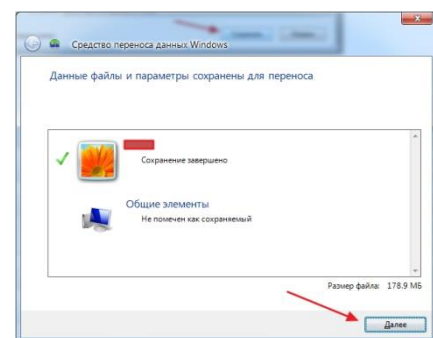 Средство переноса данных Windows
Данные файлы и параметры сохранены для переноса
Сохранение завершено
Общие элементы
Не помечен как сохраняемый
Размер файла: 178.9 МБ
Далее